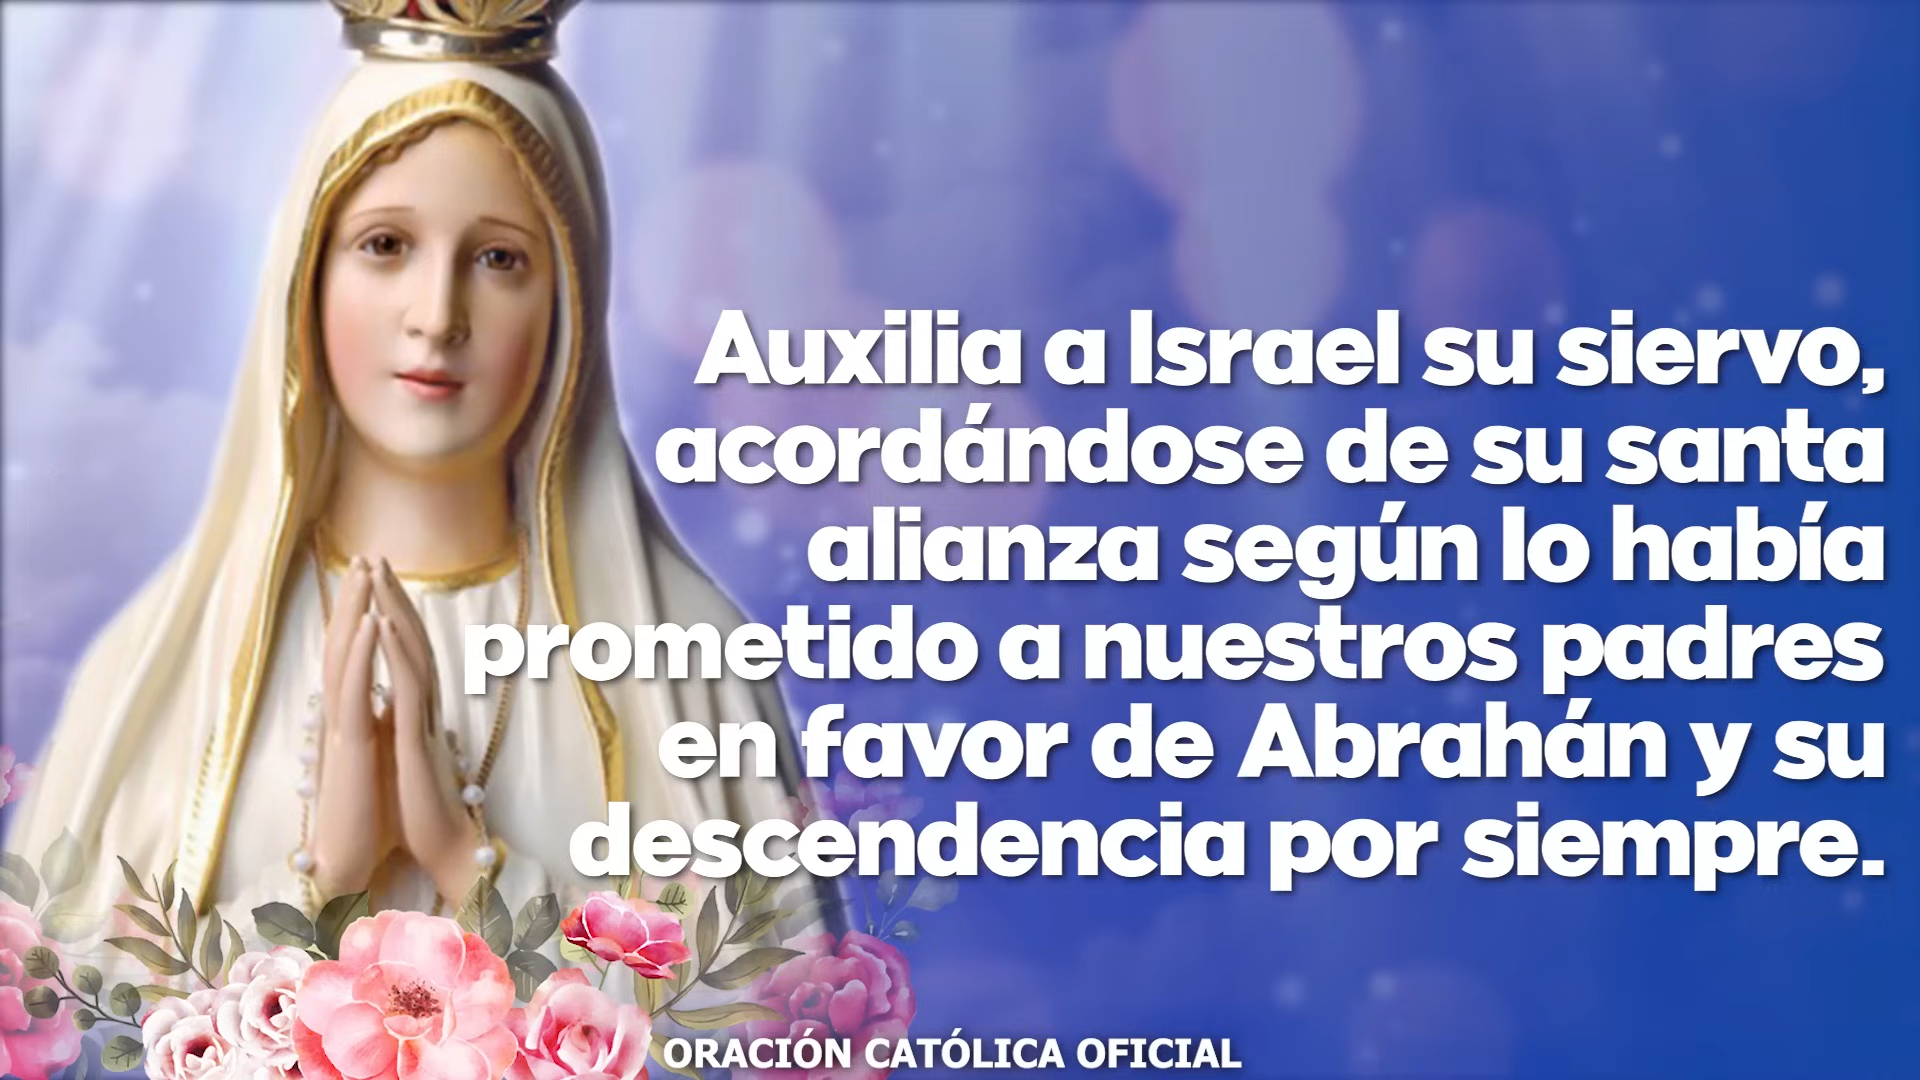 Auxilia a Israel su siervo,
acordándose de su santa
alianza según lo había
prometido a nuestros padres
en favor de Abrahán y su
descendencia por siempre.
ORACIÓN CATÓLICA OFICIAL